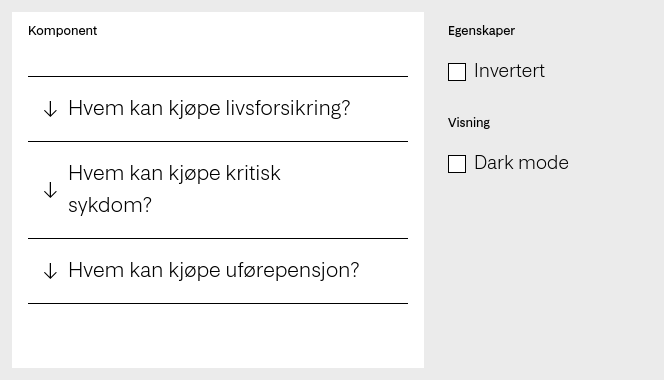 Komponent
Hvem kan kjøpe livsforsikring?
Hvem kan kjøpe kritisk
sykdom?
Hvem kan kjøpe uførepensjon?
Egenskaper
Invertert
Visning
Dark mode